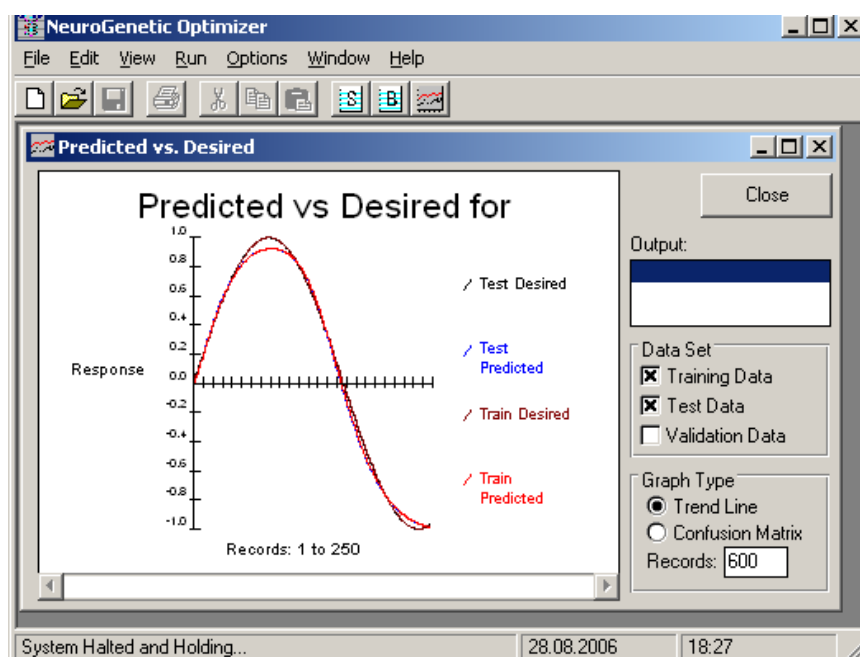 NeuroGenetic Optimizer
File Edit View Run Options Window Help
S B
Predicted vs. Desired
Predicted vs Desired for
Close
Output:
1.0
0.8
0.6
0.4
0.2
0.0
-0.2
-0.4
-0.6
-0.8
-1.0
Response
Records: 1 to 250
Test Desired
Test
Predicted
Train Desired
Train
Predicted
Data Set
Training Data
Test Data
Validation Data
Graph Type
Trend Line
Confusion Matrix
Records: 600
System Halted and Holding... 28.08.2006 18:27